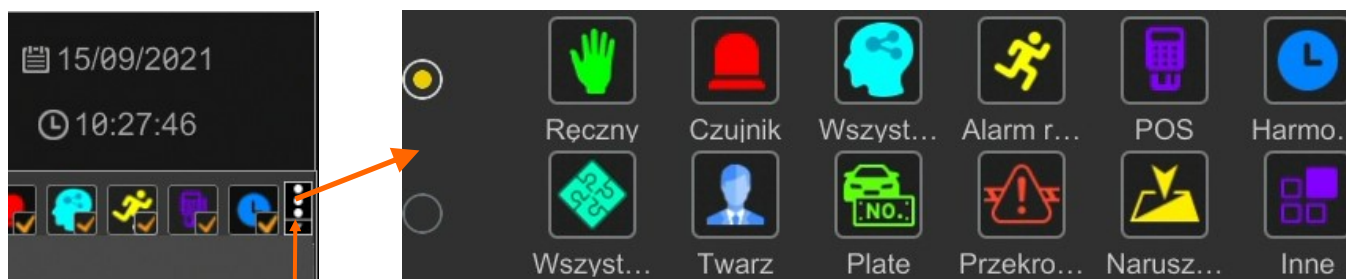 15/09/2021
10:27:46
Ręczny Czujnik Wszyst... Alarm r... POS Harmo.
NO.
Wszyst... Twarz Plate Przekro... Narusz... Inne